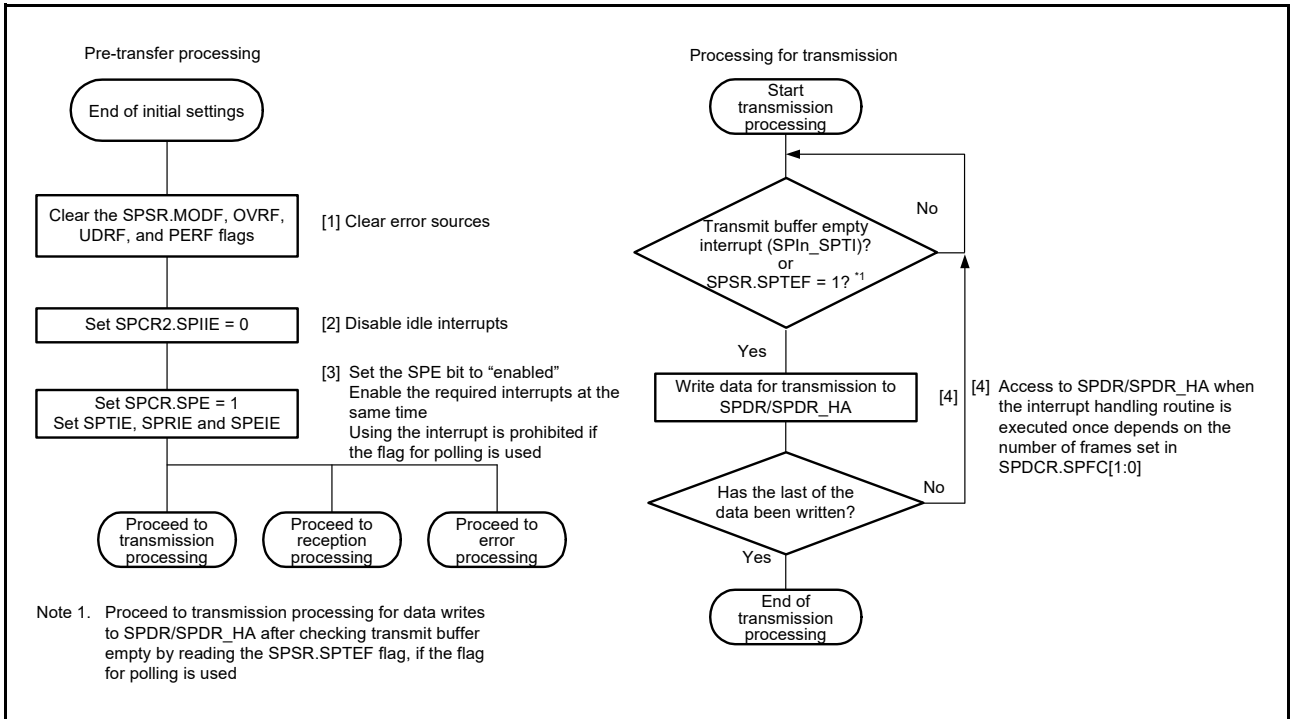 Pre-transfer processing
End of initial settings
Clear the SPSR.MODF, OVRF,
UDRF, and PERF flags
[1] Clear error sources
Set SPCR2.SPIIE = 0
[2] Disable idle interrupts
Set SPCR.SPE = 1
Set SPTIE, SPRIE and SPEIE
[3] Set the SPE bit to “enabled”
Enable the required interrupts at the
same time
Using the interrupt is prohibited if
the flag for polling is used
Proceed to
transmission
processing
Proceed to
reception
processing
Proceed to
error
processing
Note 1. Proceed to transmission processing for data writes
to SPDR/SPDR_HA after checking transmit buffer
empty by reading the SPSR.SPTEF flag, if the flag
for polling is used
Processing for transmission
Start
transmission
processing
Transmit buffer empty
interrupt (SPIn_SPTI)?
or
SPSR.SPTEF = 1? *1
No
Yes
Write data for transmission to
SPDR/SPDR_HA
[4]
[4] Access to SPDR/SPDR_HA when
the interrupt handling routine is
executed once depends on the
number of frames set in
SPDCR.SPFC[1:0]
Has the last of the
data been written?
No
Yes
End of
transmission
processing